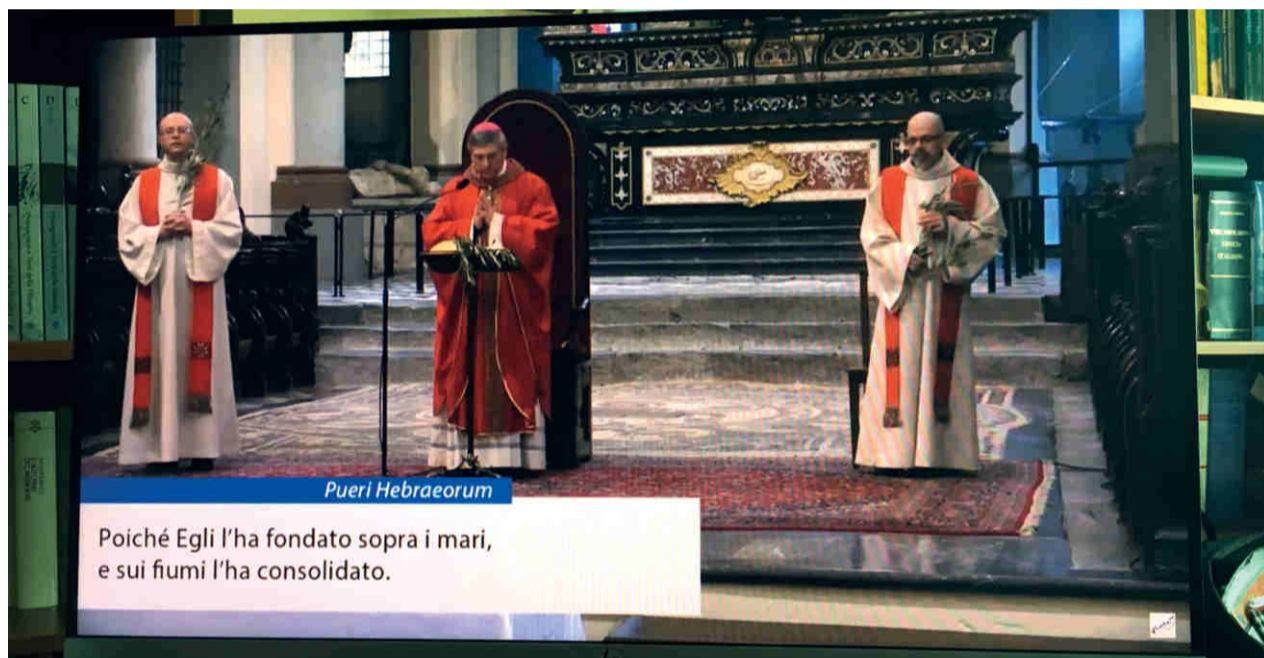 C D
Pueri Hebraeorum
Poiché Egli l'ha fondato sopra i mari,
e sui fiumi l'ha consolidato.